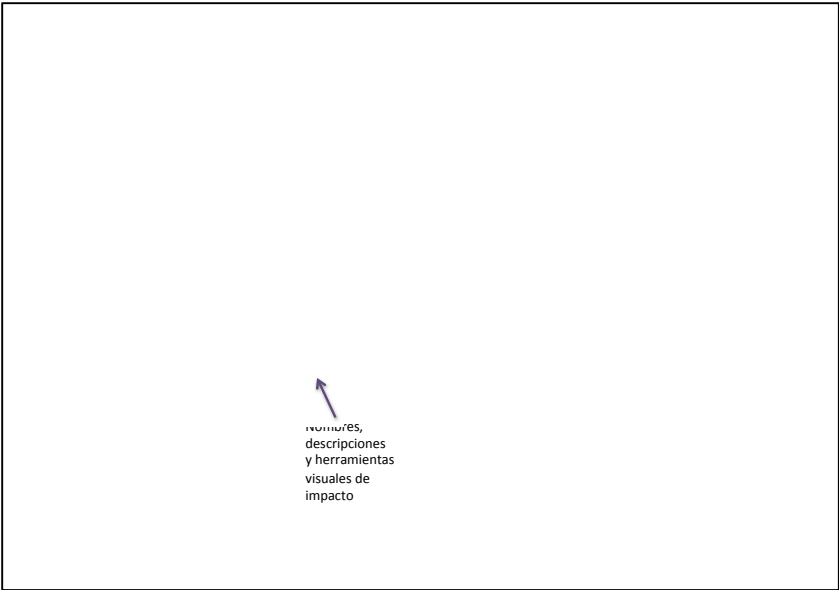 Nombres,
descripciones
y herramientas
visuales de
impacto